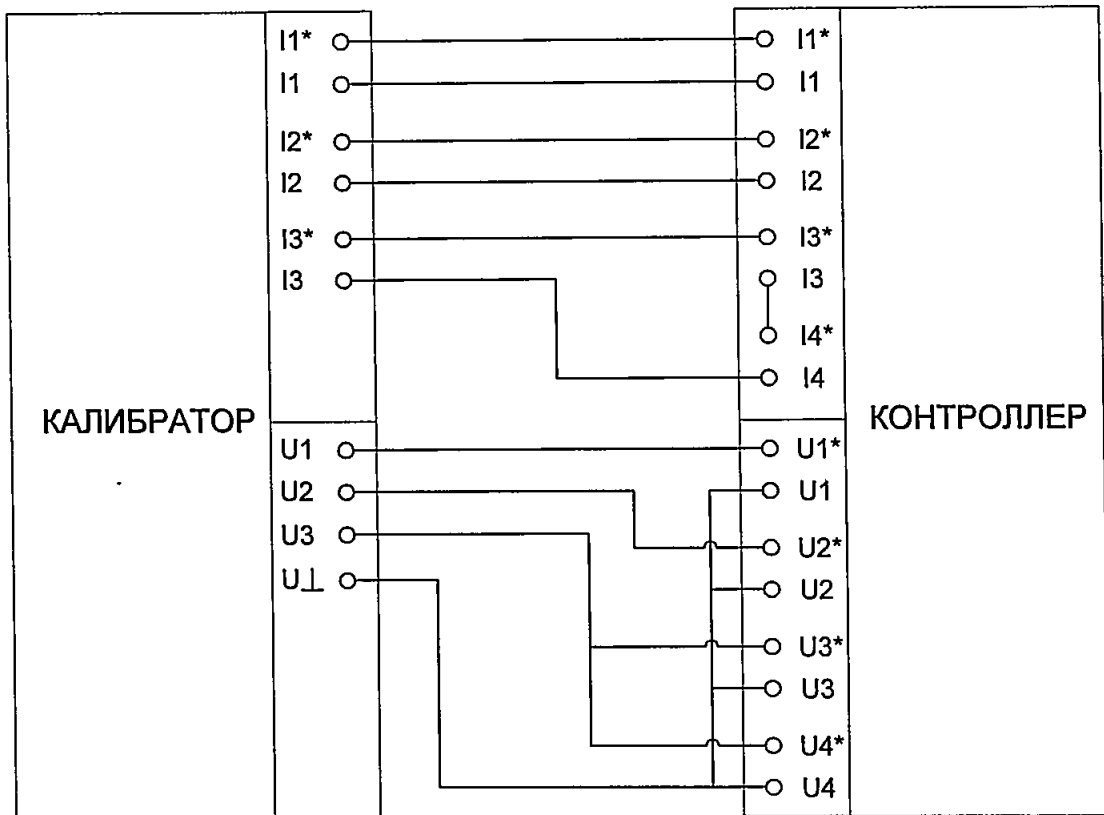 I1*
I1
I2*
I2
I3*
I3
КАЛИБРАТОР
U1
U2
U3
U⊥
I1*
I1
I2*
I2
I3*
I3
I4*
I4
КОНТРОЛЛЕР
U1*
U1
U2*
U2
U3*
U3
U4*
U4